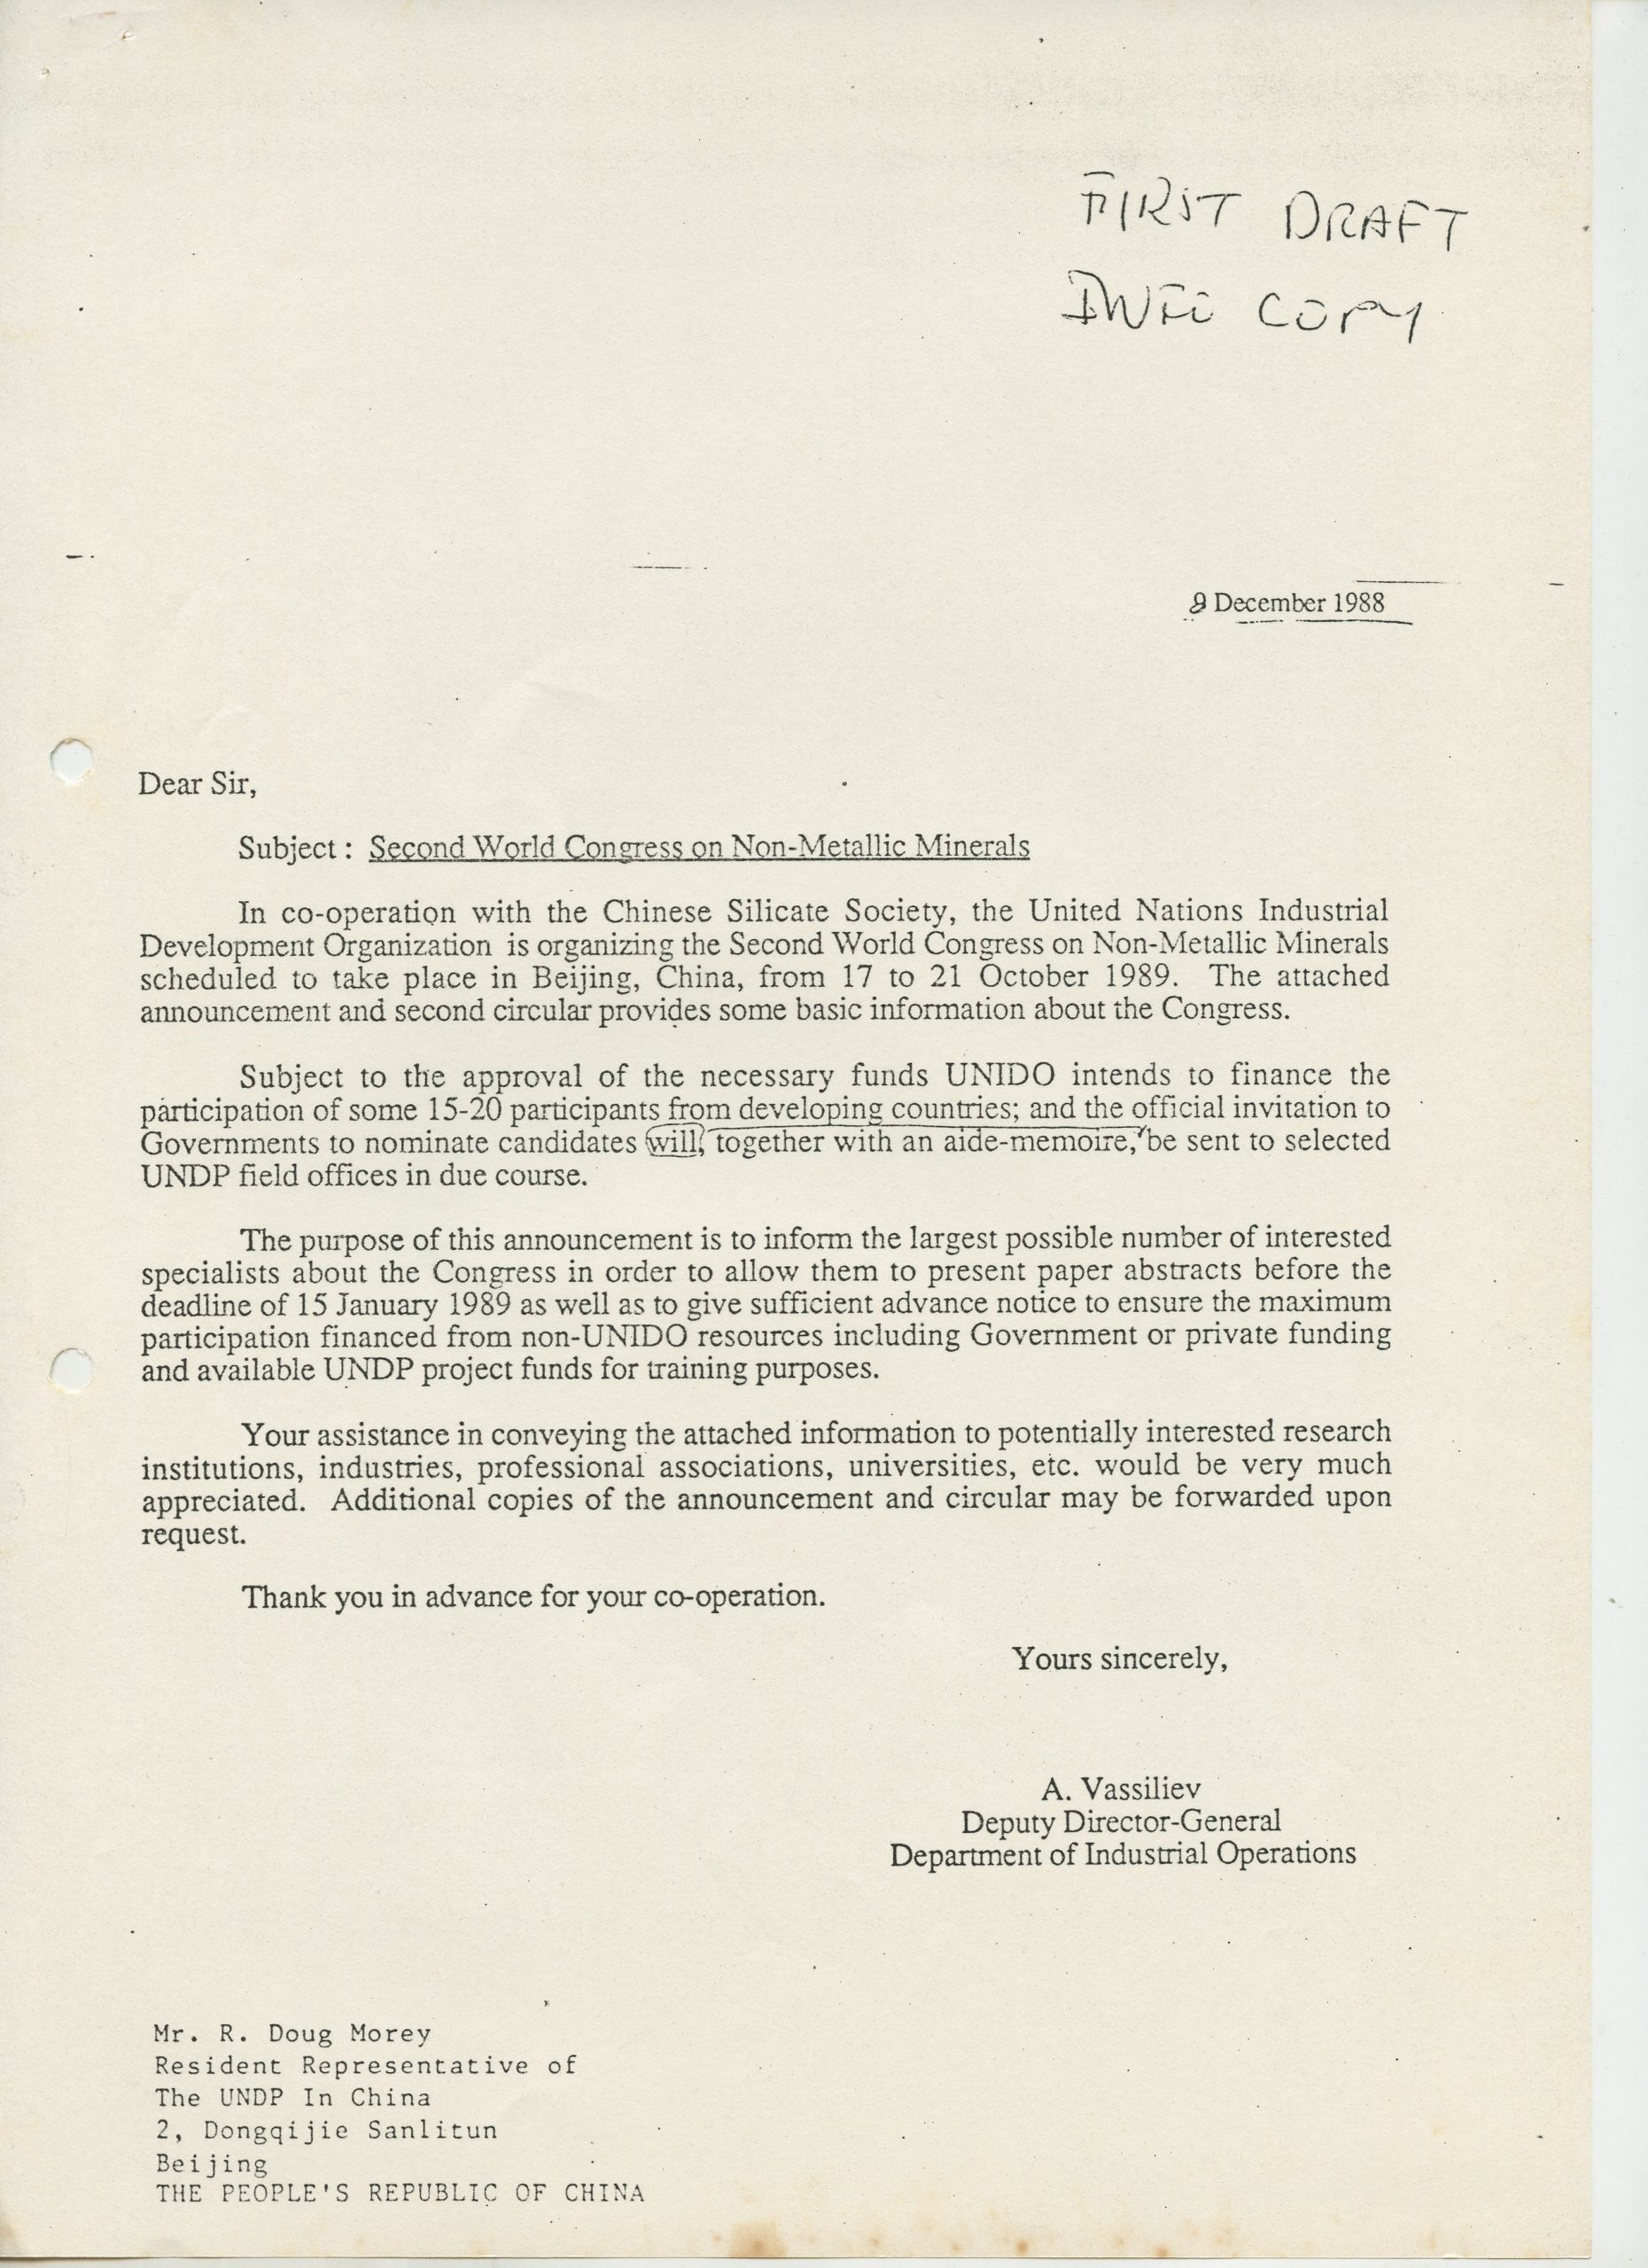 FIRST DRAFT
INFO COPY
9 December 1988
Dear Sir,
Subject : Second World Congress on Non-Metallic Minerals
In co-operation with the Chinese Silicate Society, the United Nations Industrial
Development Organization is organizing the Second World Congress on Non-Metallic Minerals
scheduled to take place in Beijing, China, from 17 to 21 October 1989. The attached
announcement and second circular provides some basic information about the Congress.
Subject to the approval of the necessary funds UNIDO intends to finance the
participation of some 15-20 participants from developing countries; and the official invitation to
Governments to nominate candidates will, together with an aide-memoire, be sent to selected
UNDP field offices in due course.
The purpose of this announcement is to inform the largest possible number of interested
specialists about the Congress in order to allow them to present paper abstracts before the
deadline of 15 January 1989 as well as to give sufficient advance notice to ensure the maximum
participation financed from non-UNIDO resources including Government or private funding
and available UNDP project funds for training purposes.
Your assistance in conveying the attached information to potentially interested research
institutions, industries, professional associations, universities, etc. would be very much
appreciated. Additional copies of the announcement and circular may be forwarded upon
request.
Thank you in advance for your co-operation.
Yours sincerely,
A. Vassiliev
Deputy Director-General
Department of Industrial Operations
Mr. R. Doug Morey
Resident Representative of
The UNDP In China
2, Dongqijie Sanlitun
Beijing
THE PEOPLE'S REPUBLIC OF CHINA